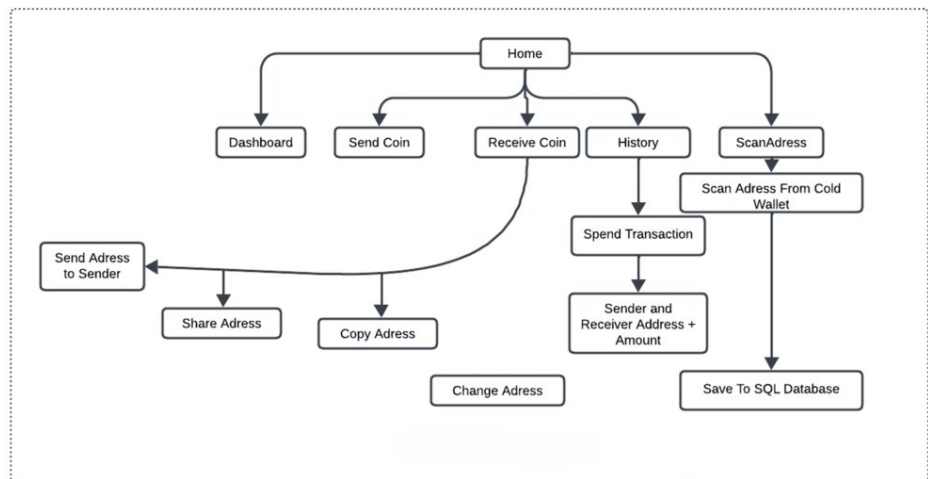 Home
Dashboard
Send Coin
Receive Coin
History
ScanAdress
Scan Adress From Cold
Wallet
Spend Transaction
Send Adress
to Sender
Sender and
Receiver Address +
Amount
Share Adress
Copy Adress
Change Adress
Save To SQL Database